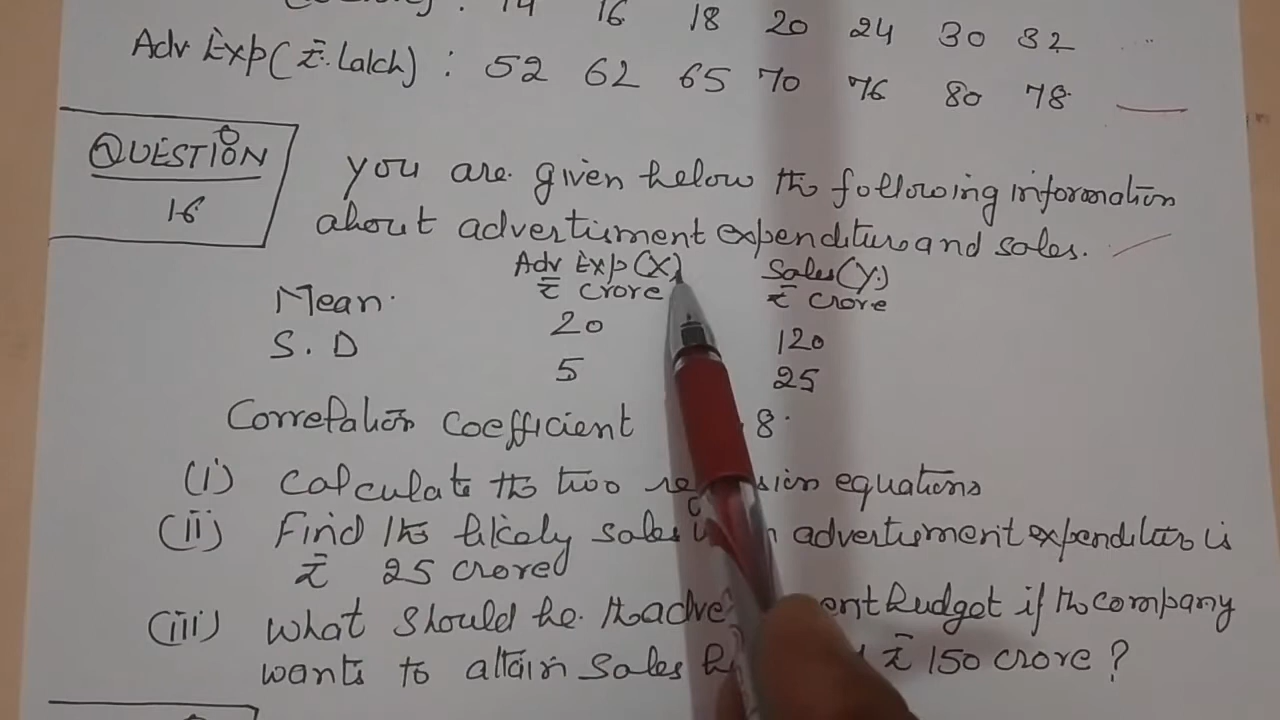 14 16 18 20 24 30 32
Adv Exp(₹. Lakh) : 52 62 65 70 76 80 78
QUESTION
16
you are given below the following information
about advertisment expenditure and sales.
Adv Exp(X) Sales(Y)
₹ crore ₹ crore
Mean 20 120
S.D 5 25
Correlation coefficient .8
(i) calculate the two equations
(ii) Find the likely sales advertisment expenditure is
₹ 25 crore
(iii) What should be the budget if the company
wants to attain sales ₹ 150 crore ?